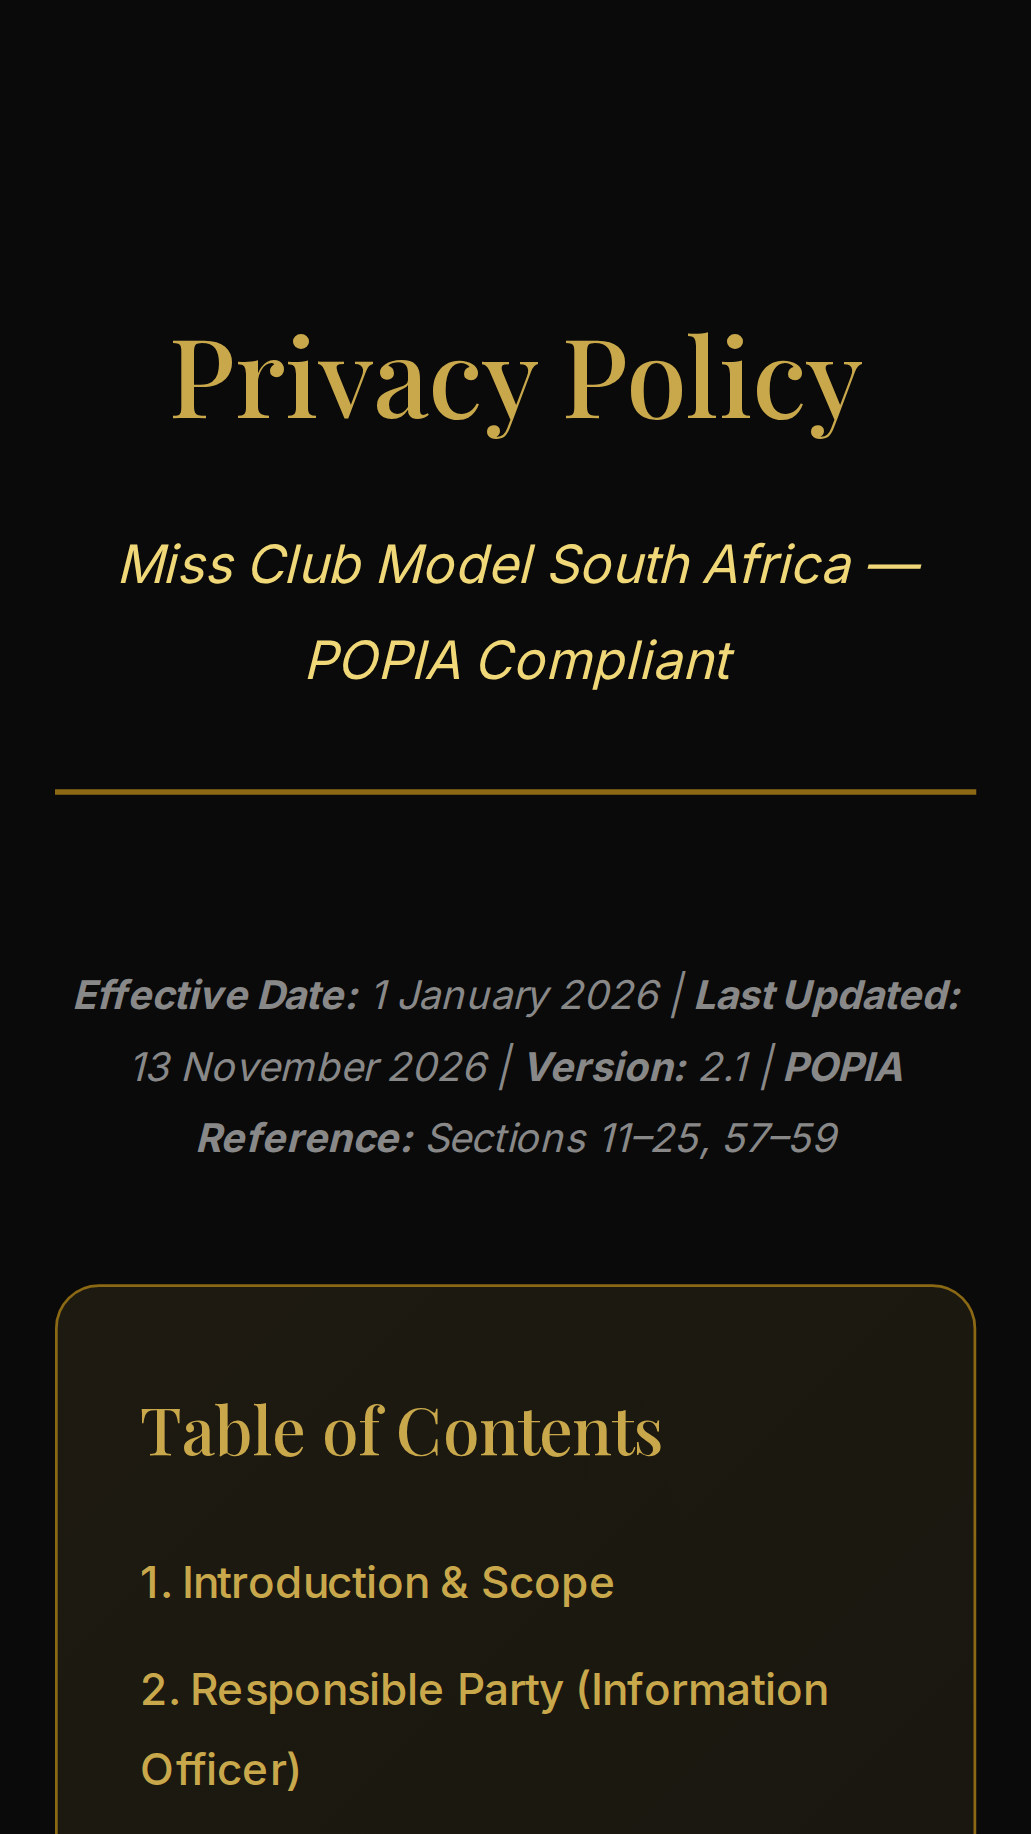 Privacy Policy
Miss Club Model South Africa —
POPIA Compliant
Effective Date: 1 January 2026 | Last Updated:
13 November 2026 | Version: 2.1 | POPIA
Reference: Sections 11–25, 57–59
Table of Contents
1. Introduction & Scope
2. Responsible Party (Information
Officer)